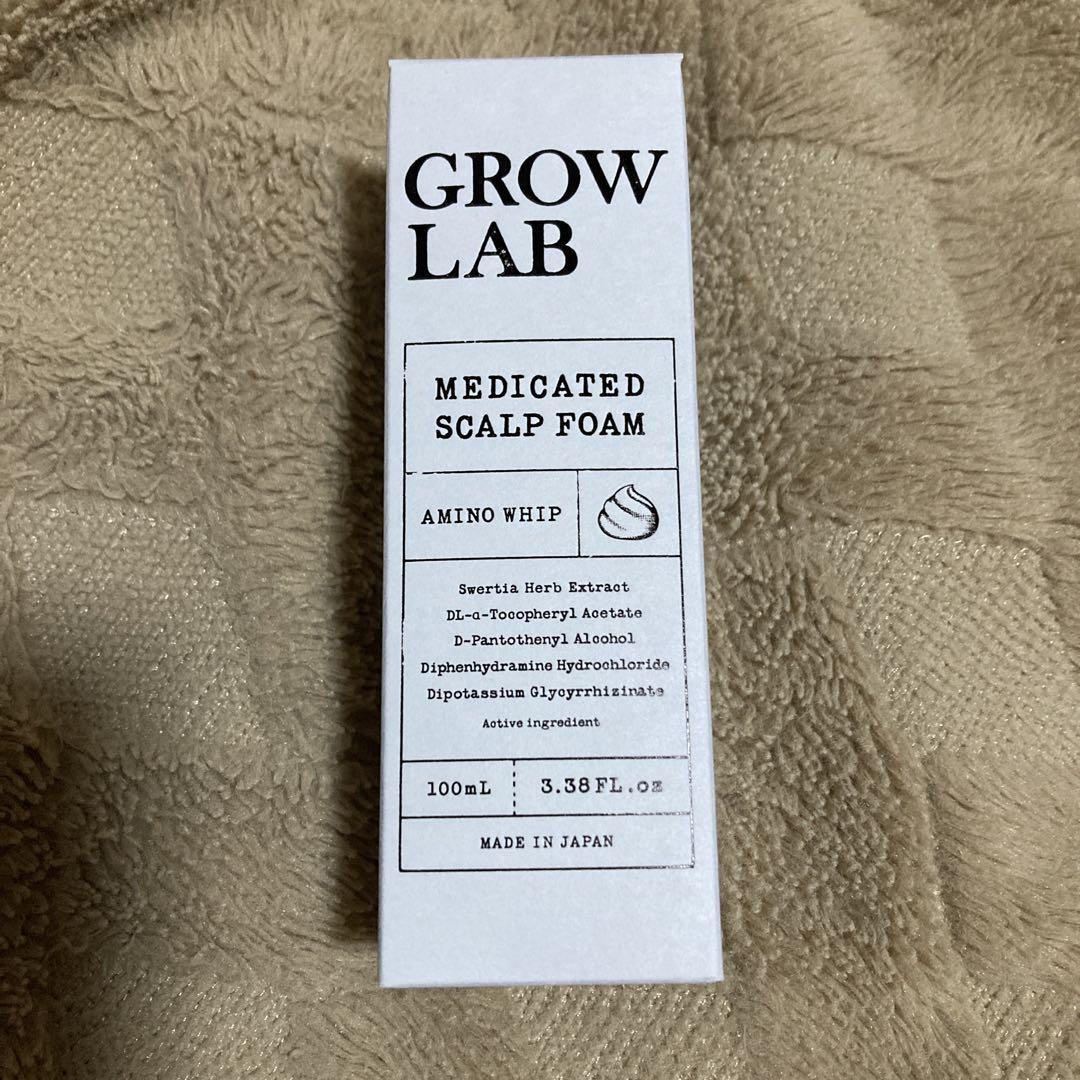 GROW
LAB
MEDICATED
SCALP FOAM
AMINO WHIP
Swertia Herb Extract
DL-α-Tocopheryl Acetate
D-Pantothenyl Alcohol
Diphenhydramine Hydrochloride
Dipotassium Glycyrrhizinate
Active ingredient
100mL
3.38FL.oz
MADE IN JAPAN